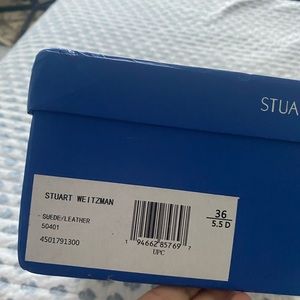 STUA
STUART WEITZMAN
SUEDE/LEATHER
50401
4501791300
36
5.5 D
1 94662 85769 7
UPC